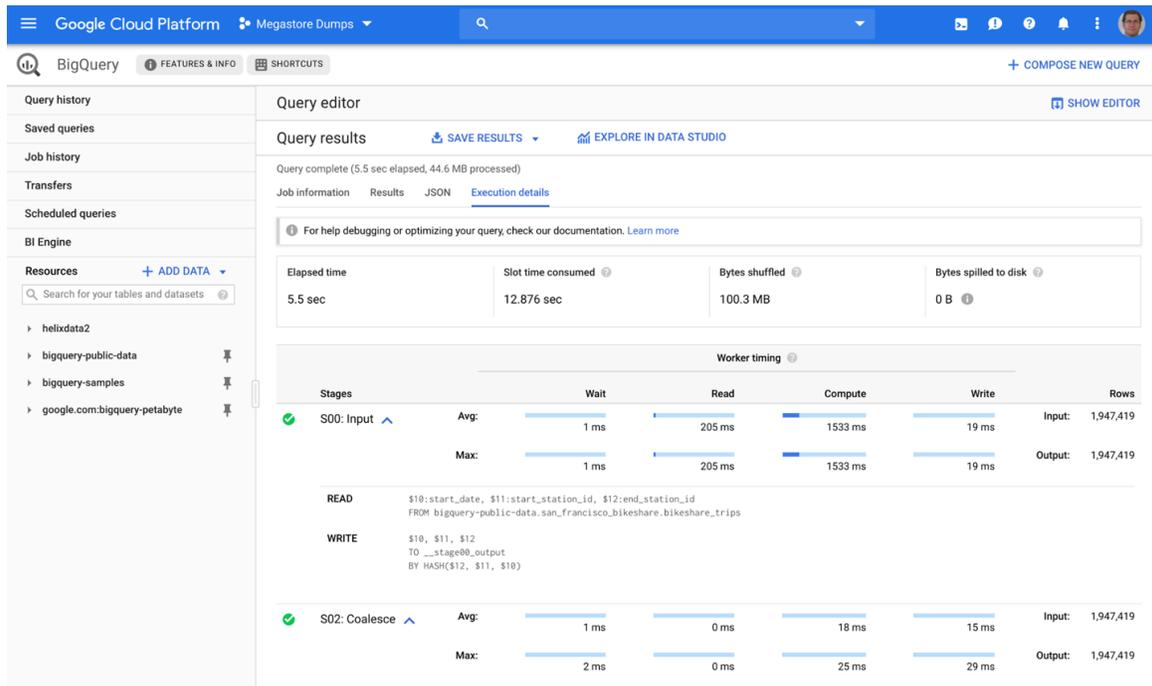 Google Cloud Platform Megastore Dumps
BigQuery FEATURES & INFO SHORTCUTS + COMPOSE NEW QUERY
Query history
Saved queries
Job history
Transfers
Scheduled queries
BI Engine
Resources + ADD DATA
Search for your tables and datasets
helixdata2
bigquery-public-data
bigquery-samples
google.com:bigquery-petabyte
Query editor SHOW EDITOR
Query results SAVE RESULTS EXPLORE IN DATA STUDIO
Query complete (5.5 sec elapsed, 44.6 MB processed)
Job information Results JSON Execution details
For help debugging or optimizing your query, check our documentation. Learn more
Elapsed time Slot time consumed Bytes shuffled Bytes spilled to disk
5.5 sec 12.876 sec 100.3 MB 0 B
Worker timing
Stages Wait Read Compute Write Rows
S00: Input Avg: 1 ms 205 ms 1533 ms 19 ms Input: 1,947,419
Max: 1 ms 205 ms 1533 ms 19 ms Output: 1,947,419
READ $10:start_date, $11:start_station_id, $12:end_station_id
FROM bigquery-public-data.san_francisco_bikeshare.bikeshare_trips
WRITE $10, $11, $12
TO __stage00_output
BY HASH($12, $11, $10)
S02: Coalesce Avg: 1 ms 0 ms 18 ms 15 ms Input: 1,947,419
Max: 2 ms 0 ms 25 ms 29 ms Output: 1,947,419